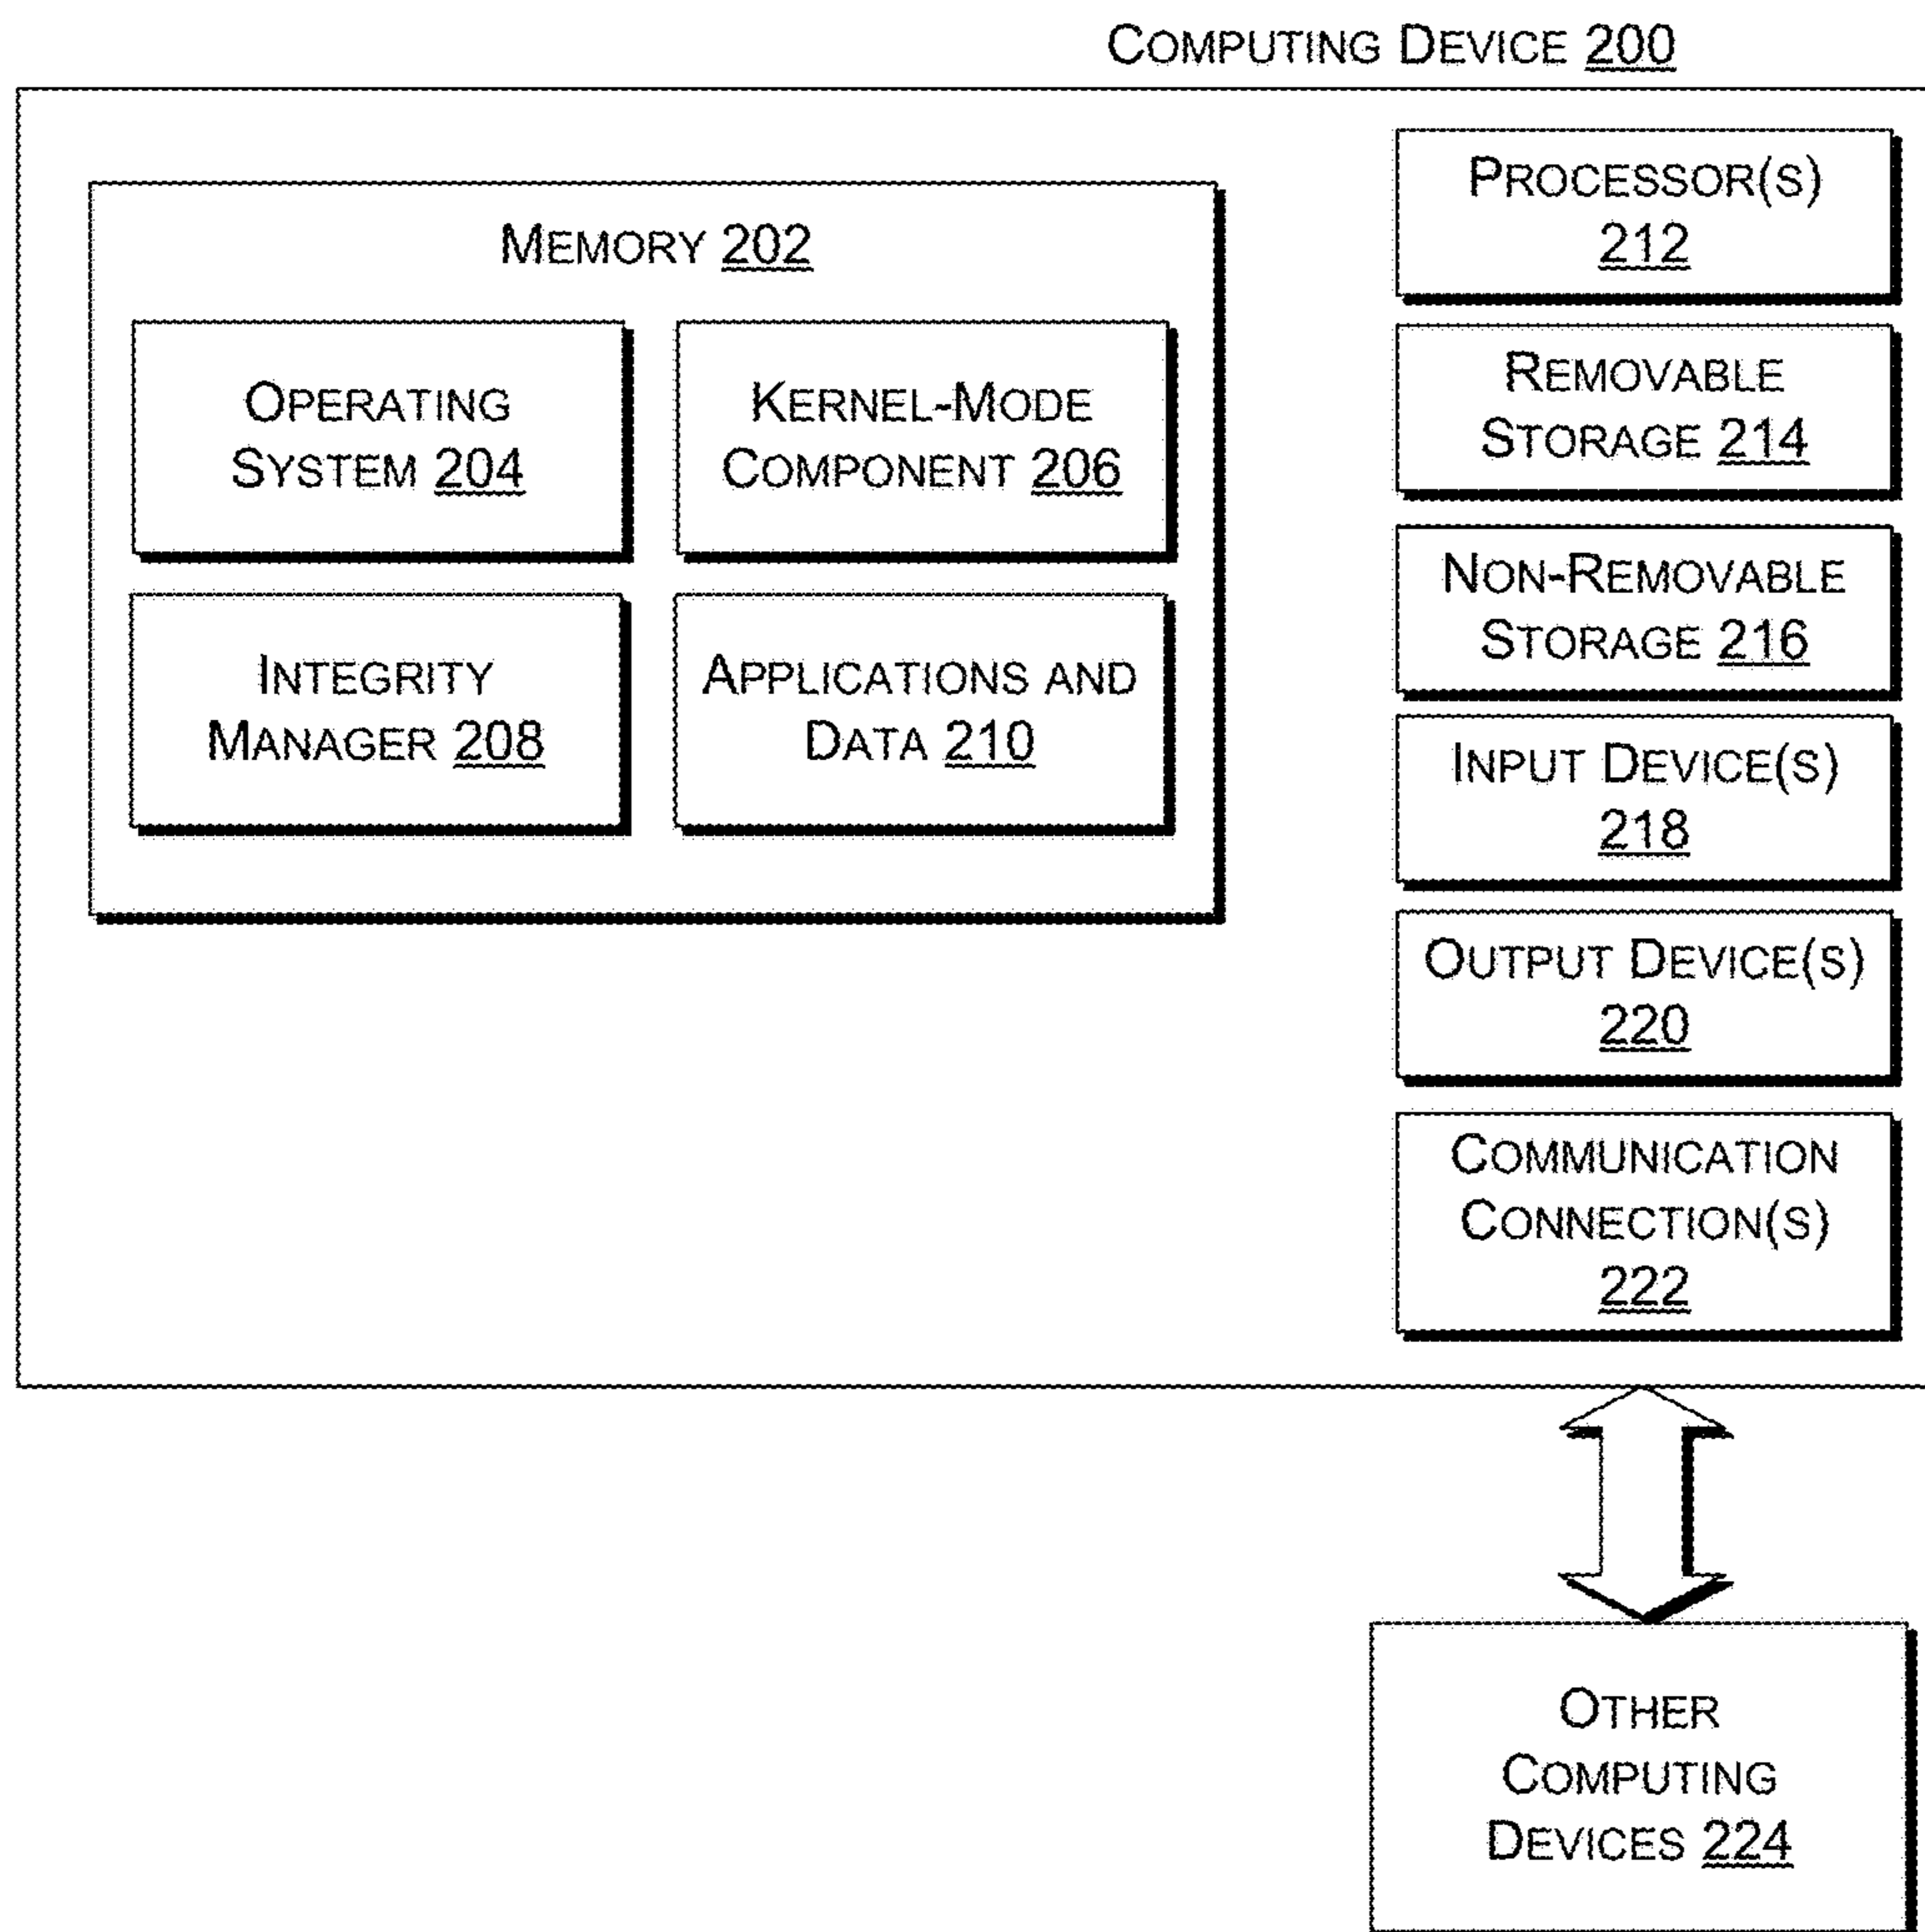 COMPUTING DEVICE 200
MEMORY 202
OPERATING
SYSTEM 204
KERNEL-MODE
COMPONENT 206
INTEGRITY
MANAGER 208
APPLICATIONS AND
DATA 210
PROCESSOR(S)
212
REMOVABLE
STORAGE 214
NON-REMOVABLE
STORAGE 216
INPUT DEVICE(S)
218
OUTPUT DEVICE(S)
220
COMMUNICATION
CONNECTION(S)
222
OTHER
COMPUTING
DEVICES 224